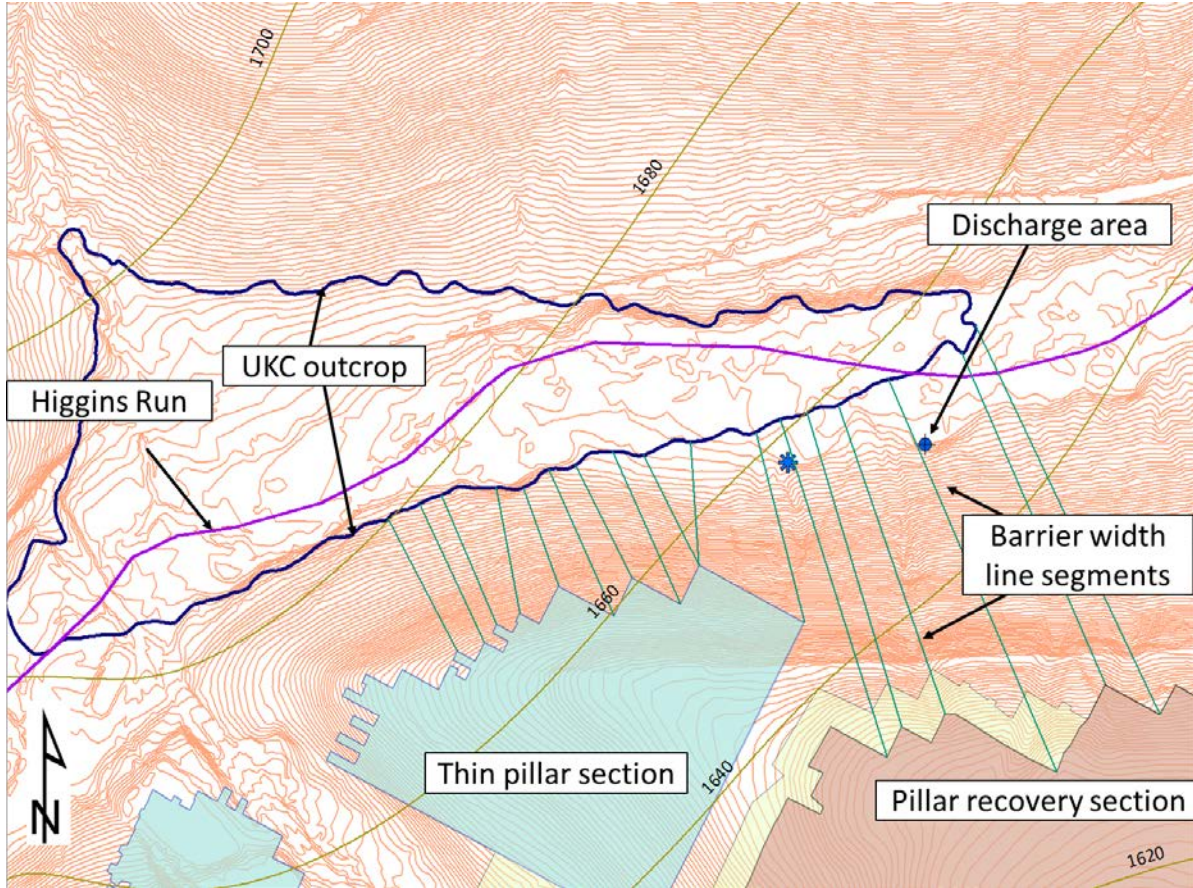 1700
1680
Discharge area
UKC outcrop
Higgins Run
Barrier width
line segments
1660
Thin pillar section
1640
Pillar recovery section
N
1620